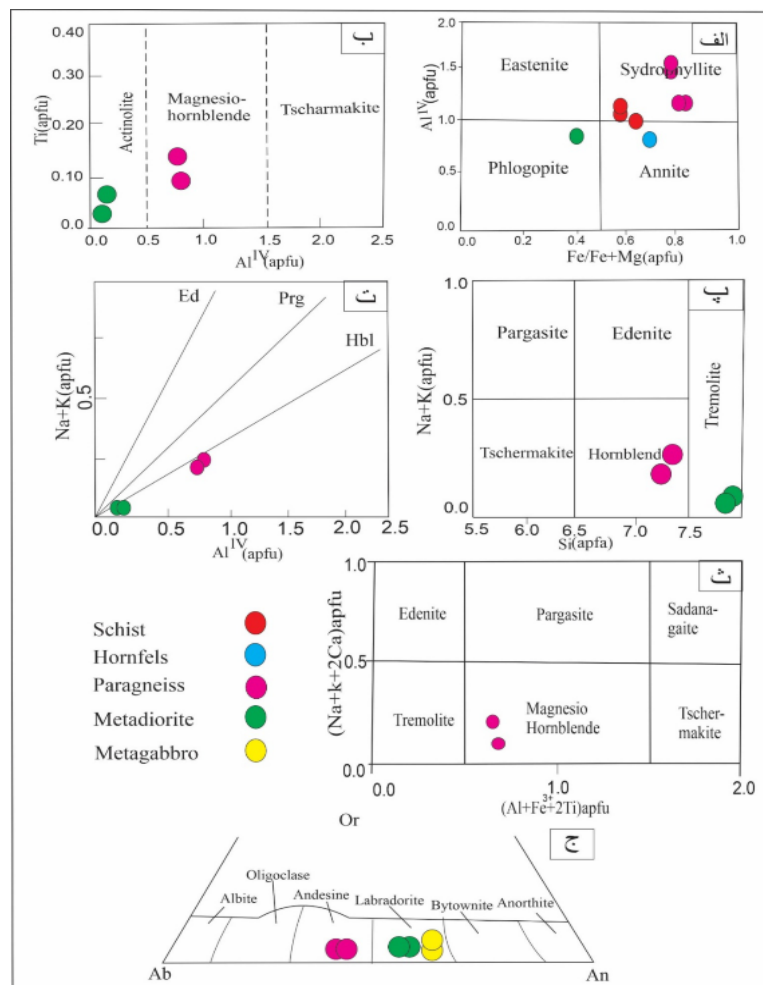 ب
0.40
0.30
0.20
0.10
0.0
Ti(apfu)
Actinolite
Magnesio-
hornblende
Tscharmakite
0.0 0.5 1.0 1.5 2.0 2.5
Al IV (apfu)
الف
2.0
1.5
1.0
0.5
0.0
Al IV (apfu)
Eastenite
Sydrophyllite
Phlogopite
Annite
0.4 0.6 0.8 1.0
Fe/Fe+Mg(apfu)
ت
Na+K(apfu)
0.5
Ed
Prg
Hbl
0.0 0.5 1.0 1.5 2.0 2.5
Al IV (apfu)
پ
1.0
0.5
0.0
Na+K(apfu)
Pargasite
Edenite
Tremolite
Tschermakite
Hornblend
5.5 6.5 7.0 7.5
Si(apfa)
Schist
Hornfels
Paragneiss
Metadiorite
Metagabbro
ث
1.0
0.5
0.0
(Na+k+2Ca)apfu
Edenite
Pargasite
Sadana-
gaite
Tremolite
Magnesio
Hornblende
Tscher-
makite
0.0 1.0 2.0
(Al+Fe3++2Ti)apfu
ج
Or
Albite
Oligoclase
Andesine
Labradorite
Bytownite
Anorthite
Ab
An